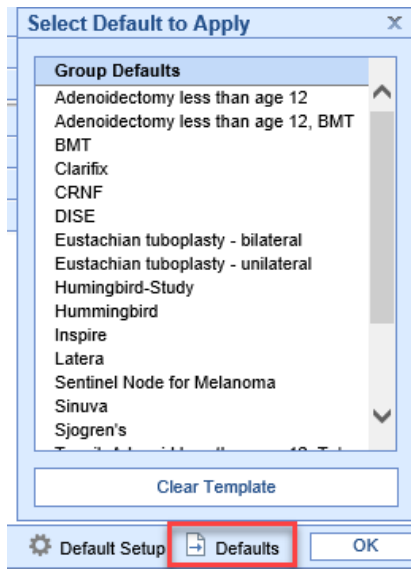 Select Default to Apply x
Group Defaults
Adenoidectomy less than age 12
Adenoidectomy less than age 12, BMT
BMT
Clarifix
CRNF
DISE
Eustachian tuboplasty - bilateral
Eustachian tuboplasty - unilateral
Humingbird-Study
Hummingbird
Inspire
Latera
Sentinel Node for Melanoma
Sinuva
Sjogren's
Clear Template
Default Setup Defaults OK